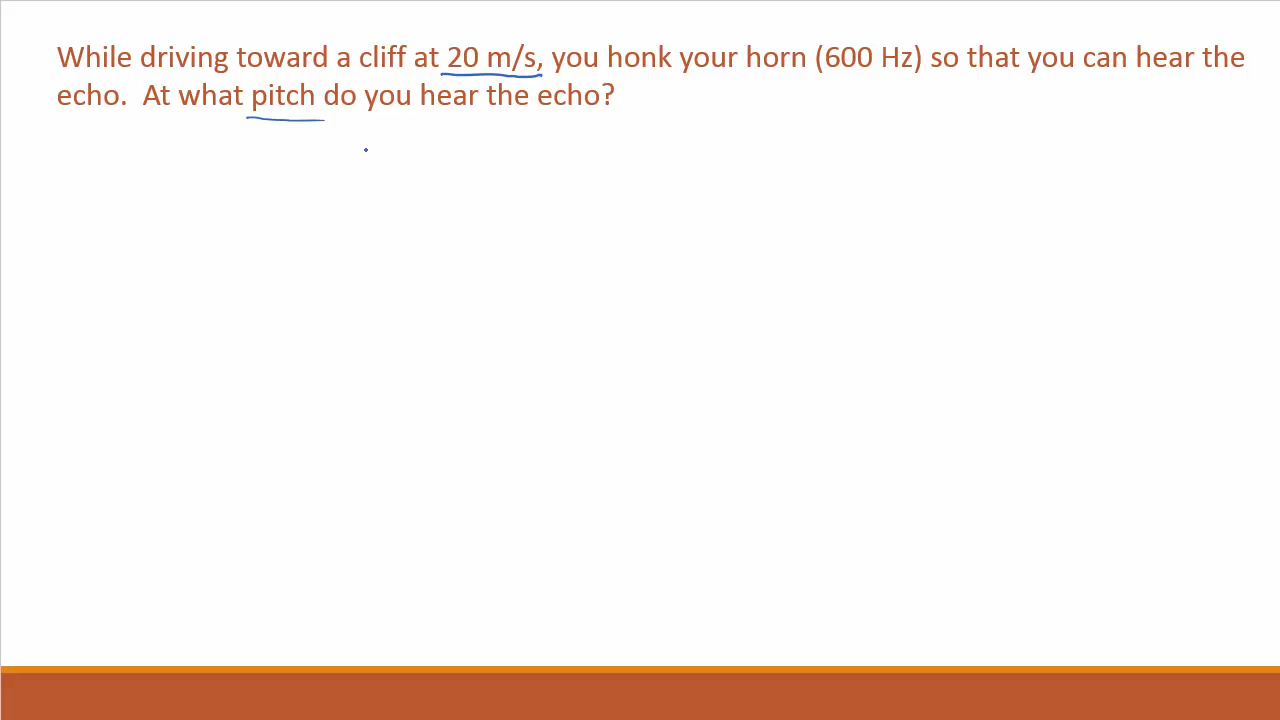 While driving toward a cliff at 20 m/s, you honk your horn (600 Hz) so that you can hear the
echo.  At what pitch do you hear the echo?